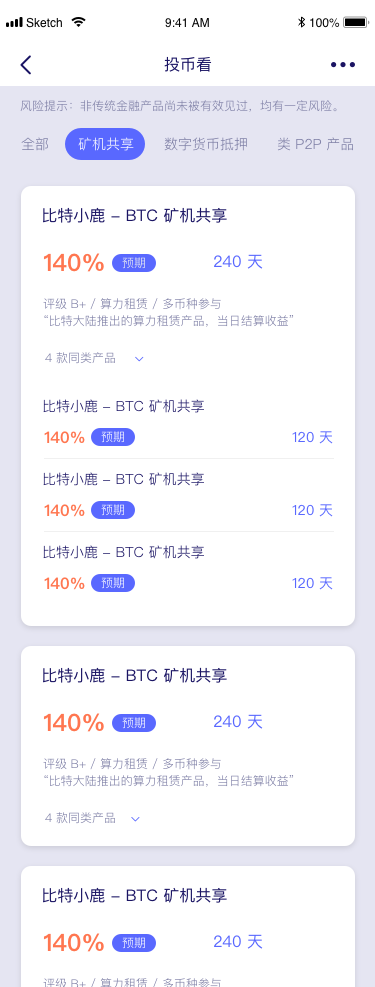 Sketch 9:41 AM 100%
投币看
风险提示：非传统金融产品尚未被有效见过，均有一定风险。
全部 矿机共享 数字货币抵押 类 P2P 产品
比特小鹿 – BTC 矿机共享
140% 预期 240 天
评级 B+ / 算力租赁 / 多币种参与
“比特大陆推出的算力租赁产品，当日结算收益”
4 款同类产品
比特小鹿 – BTC 矿机共享
140% 预期 120 天
比特小鹿 – BTC 矿机共享
140% 预期 120 天
比特小鹿 – BTC 矿机共享
140% 预期 120 天
比特小鹿 – BTC 矿机共享
140% 预期 240 天
评级 B+ / 算力租赁 / 多币种参与
“比特大陆推出的算力租赁产品，当日结算收益”
4 款同类产品
比特小鹿 – BTC 矿机共享
140% 预期 240 天
评级 B+ / 算力租赁 / 多币种参与